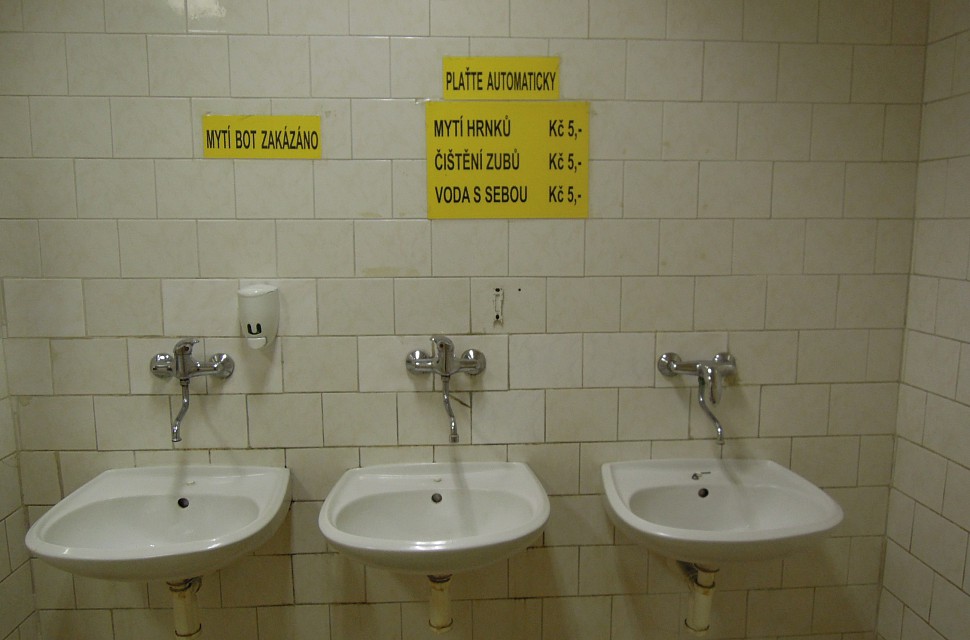 MYTÍ BOT ZAKÁZÁNO
PLAŤTE AUTOMATICKY
MYTÍ HRNKŮ Kč 5,-
ČIŠTĚNÍ ZUBŮ Kč 5,-
VODA S SEBOU Kč 5,-